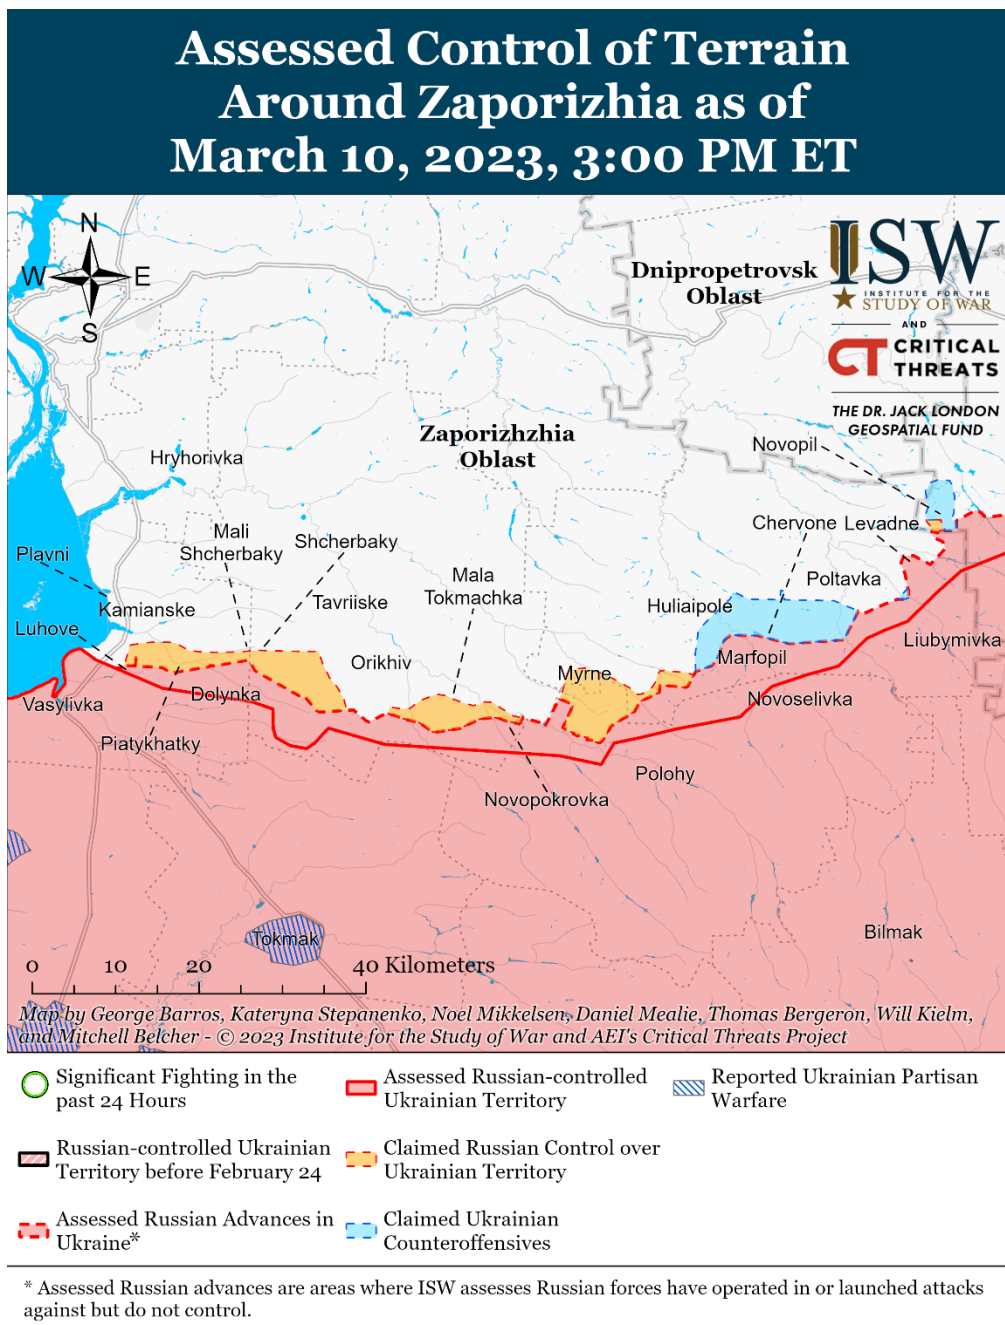 Assessed Control of Terrain
Around Zaporizhia as of
March 10, 2023, 3:00 PM ET
N
W
E
S
Dnipropetrovsk
Oblast
ISW
INSTITUTE FOR THE
STUDY OF WAR
AND
CT CRITICAL
THREATS
THE DR. JACK LONDON
GEOSPATIAL FUND
Zaporizhzhia
Oblast
Novopil
Hryhorivka
Chervone
Levadne
Mali
Shcherbaky
Shcherbaky
Plavni
Mala
Tokmachka
Poltavka
Kamianske
Tavriiske
Huliaipole
Luhove
Liubymivka
Orikhiv
Marfopil
Myrne
Dolynka
Novoselivka
Vasylivka
Piatykhatky
Polohy
Novopokrovka
Bilmak
Tokmak
0 10 20 40 Kilometers
Map by George Barros, Kateryna Stepanenko, Noel Mikkelsen, Daniel Mealie, Thomas Bergeron, Will Kielm,
and Mitchell Belcher - © 2023 Institute for the Study of War and AEI's Critical Threats Project
Significant Fighting in the
past 24 Hours
Assessed Russian-controlled
Ukrainian Territory
Reported Ukrainian Partisan
Warfare
Russian-controlled Ukrainian
Territory before February 24
Claimed Russian Control over
Ukrainian Territory
Assessed Russian Advances in
Ukraine*
Claimed Ukrainian
Counteroffensives
* Assessed Russian advances are areas where ISW assesses Russian forces have operated in or launched attacks
against but do not control.